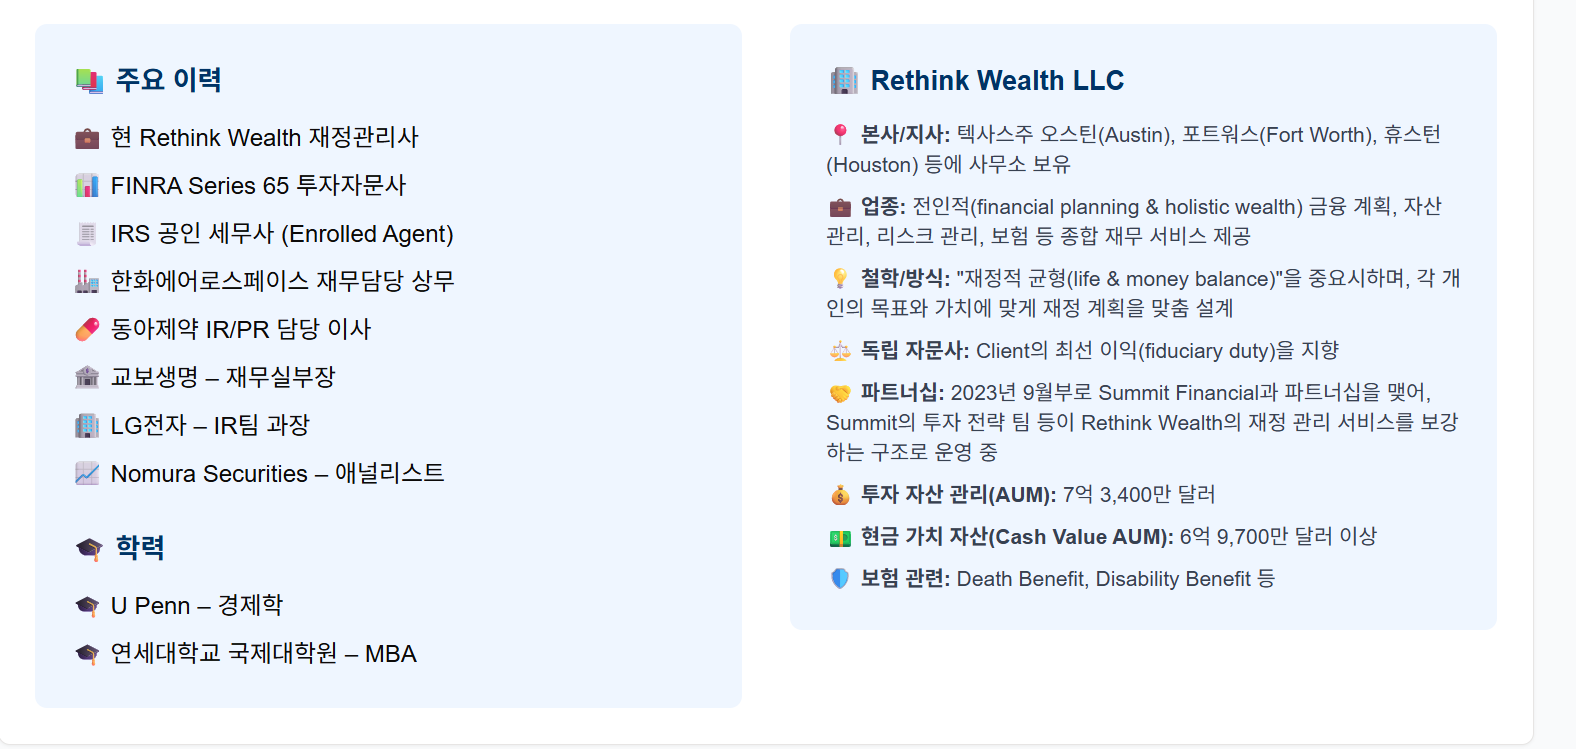 주요 이력
현 Rethink Wealth 재정관리사
FINRA Series 65 투자자문사
IRS 공인 세무사 (Enrolled Agent)
한화에어로스페이스 재무담당 상무
동아제약 IR/PR 담당 이사
교보생명 – 재무실부장
LG전자 – IR팀 과장
Nomura Securities – 애널리스트
학력
U Penn – 경제학
연세대학교 국제대학원 – MBA
Rethink Wealth LLC
본사/지사: 텍사스주 오스틴(Austin), 포트워스(Fort Worth), 휴스턴
(Houston) 등에 사무소 보유
업종: 전인적(financial planning & holistic wealth) 금융 계획, 자산
관리, 리스크 관리, 보험 등 종합 재무 서비스 제공
철학/방식: "재정적 균형(life & money balance)"을 중요시하며, 각 개
인의 목표와 가치에 맞게 재정 계획을 맞춤 설계
독립 자문사: Client의 최선 이익(fiduciary duty)을 지향
파트너십: 2023년 9월부로 Summit Financial과 파트너십을 맺어,
Summit의 투자 전략 팀 등이 Rethink Wealth의 재정 관리 서비스를 보강
하는 구조로 운영 중
투자 자산 관리(AUM): 7억 3,400만 달러
현금 가치 자산(Cash Value AUM): 6억 9,700만 달러 이상
보험 관련: Death Benefit, Disability Benefit 등